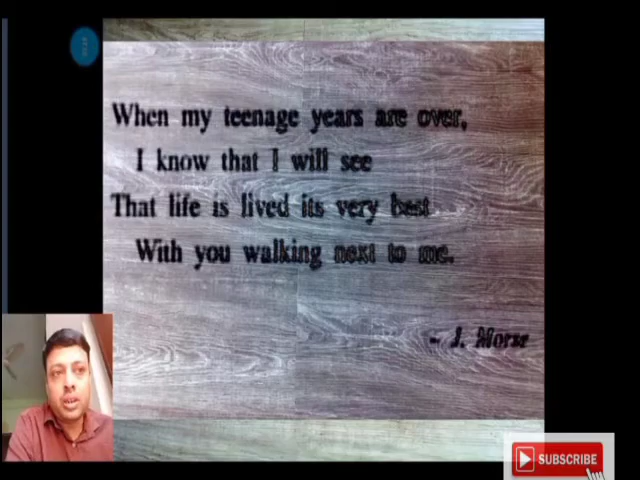 When my teenage years are over,
I know that I will see
That life is lived its very best
With you walking next to me.
- J. Morse
SUBSCRIBE